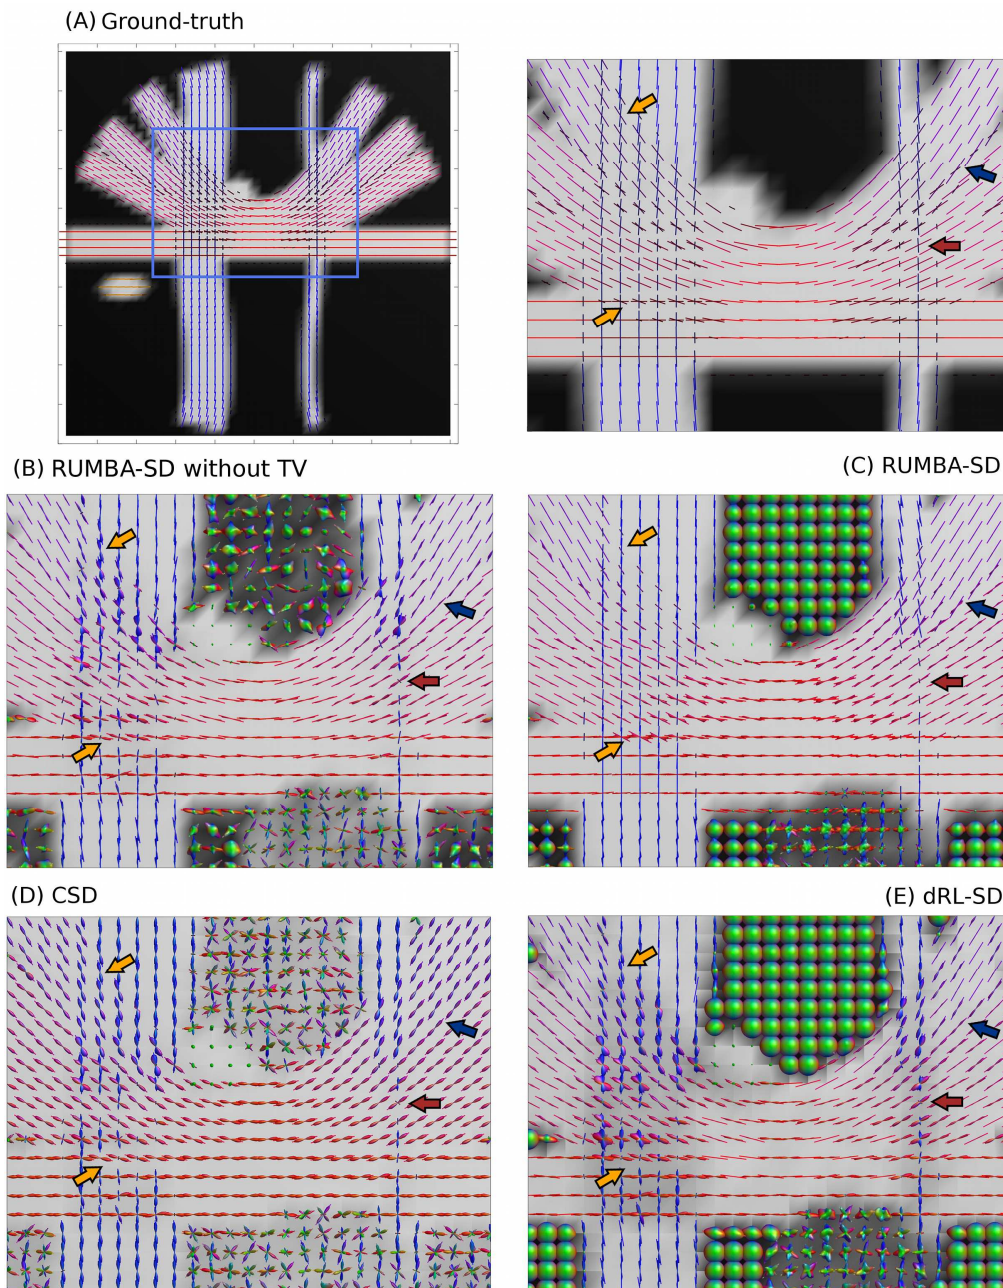 (A) Ground-truth
(B) RUMBA-SD without TV
(C) RUMBA-SD
(D) CSD
(E) dRL-SD